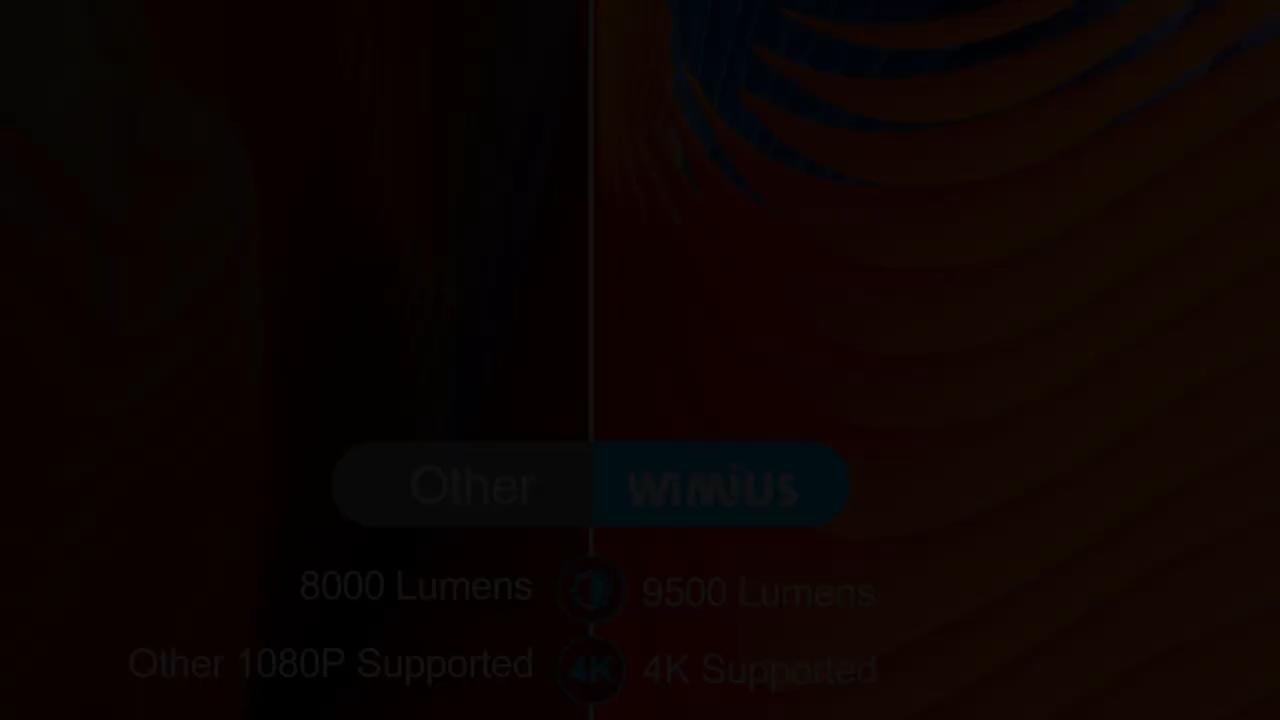 Other WiMiUS
8000 Lumens 9500 Lumens
Other 1080P Supported 4K 4K Supported